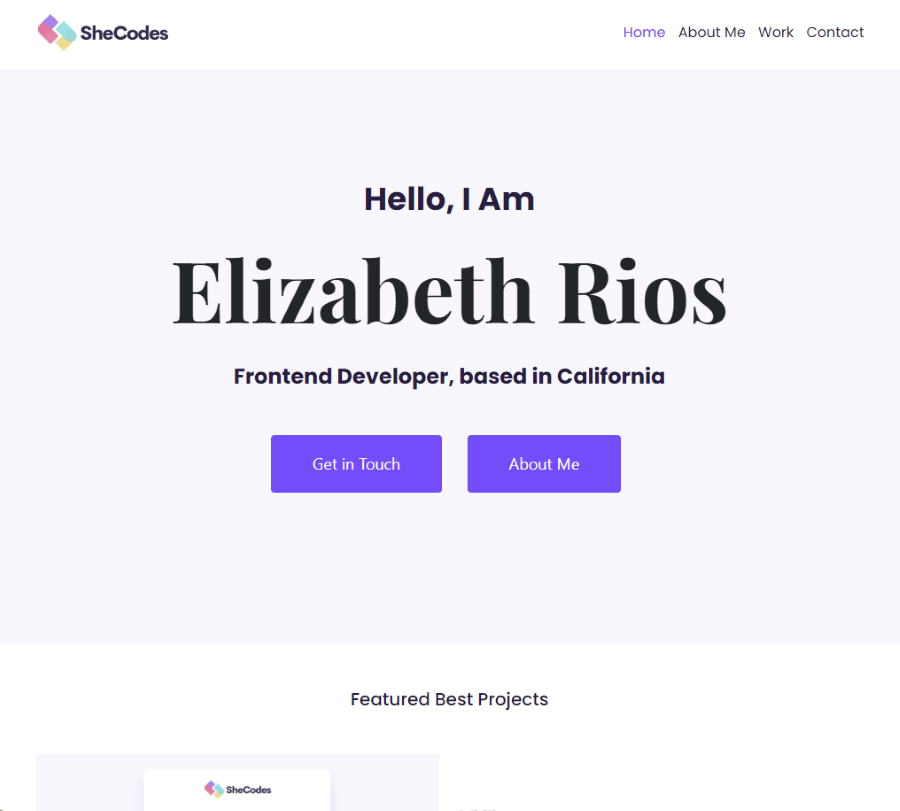 SheCodes
Home About Me Work Contact
Hello, I Am
Elizabeth Rios
Frontend Developer, based in California
Get in Touch
About Me
Featured Best Projects
SheCodes